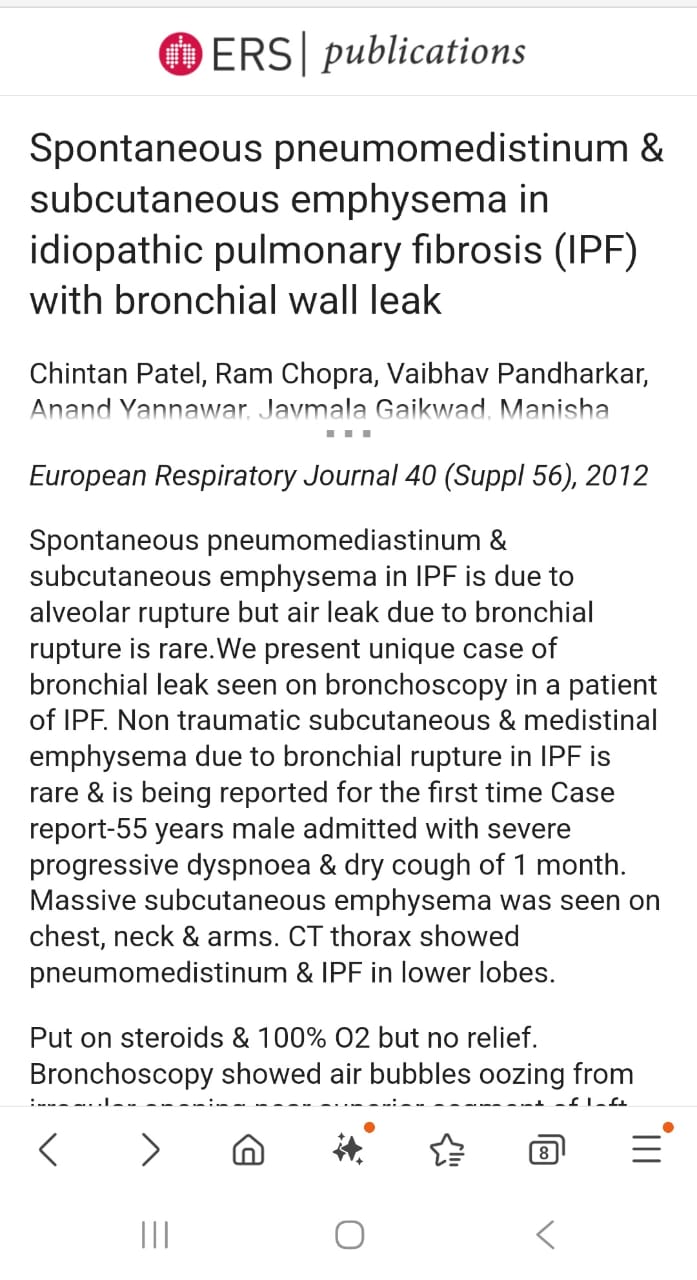 ERS | publications
Spontaneous pneumomedistinum &
subcutaneous emphysema in
idiopathic pulmonary fibrosis (IPF)
with bronchial wall leak
Chintan Patel, Ram Chopra, Vaibhav Pandharkar,
Anand Yannawar, Jaymala Gaikwad, Manisha
European Respiratory Journal 40 (Suppl 56), 2012
Spontaneous pneumomediastinum &
subcutaneous emphysema in IPF is due to
alveolar rupture but air leak due to bronchial
rupture is rare.We present unique case of
bronchial leak seen on bronchoscopy in a patient
of IPF. Non traumatic subcutaneous & medistinal
emphysema due to bronchial rupture in IPF is
rare & is being reported for the first time Case
report-55 years male admitted with severe
progressive dyspnoea & dry cough of 1 month.
Massive subcutaneous emphysema was seen on
chest, neck & arms. CT thorax showed
pneumomedistinum & IPF in lower lobes.
Put on steroids & 100% O2 but no relief.
Bronchoscopy showed air bubbles oozing from
8